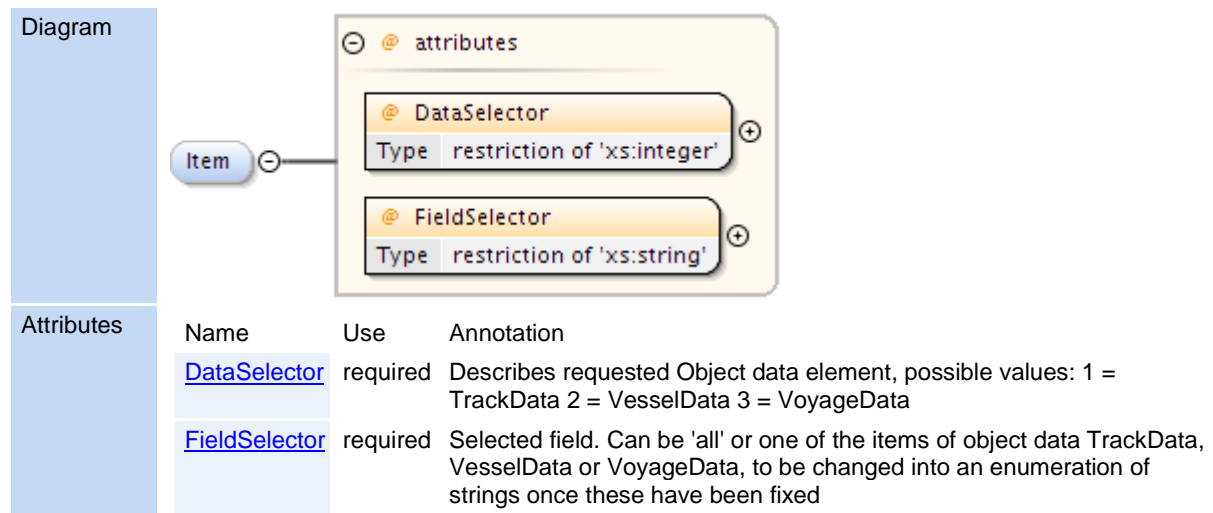 Diagram
⊖ @ attributes
@ DataSelector
Type restriction of 'xs:integer' ⊕
Item ⊖
@ FieldSelector
Type restriction of 'xs:string' ⊕
Attributes
Name Use Annotation
DataSelector required Describes requested Object data element, possible values: 1 =
TrackData 2 = VesselData 3 = VoyageData
FieldSelector required Selected field. Can be 'all' or one of the items of object data TrackData,
VesselData or VoyageData, to be changed into an enumeration of
strings once these have been fixed